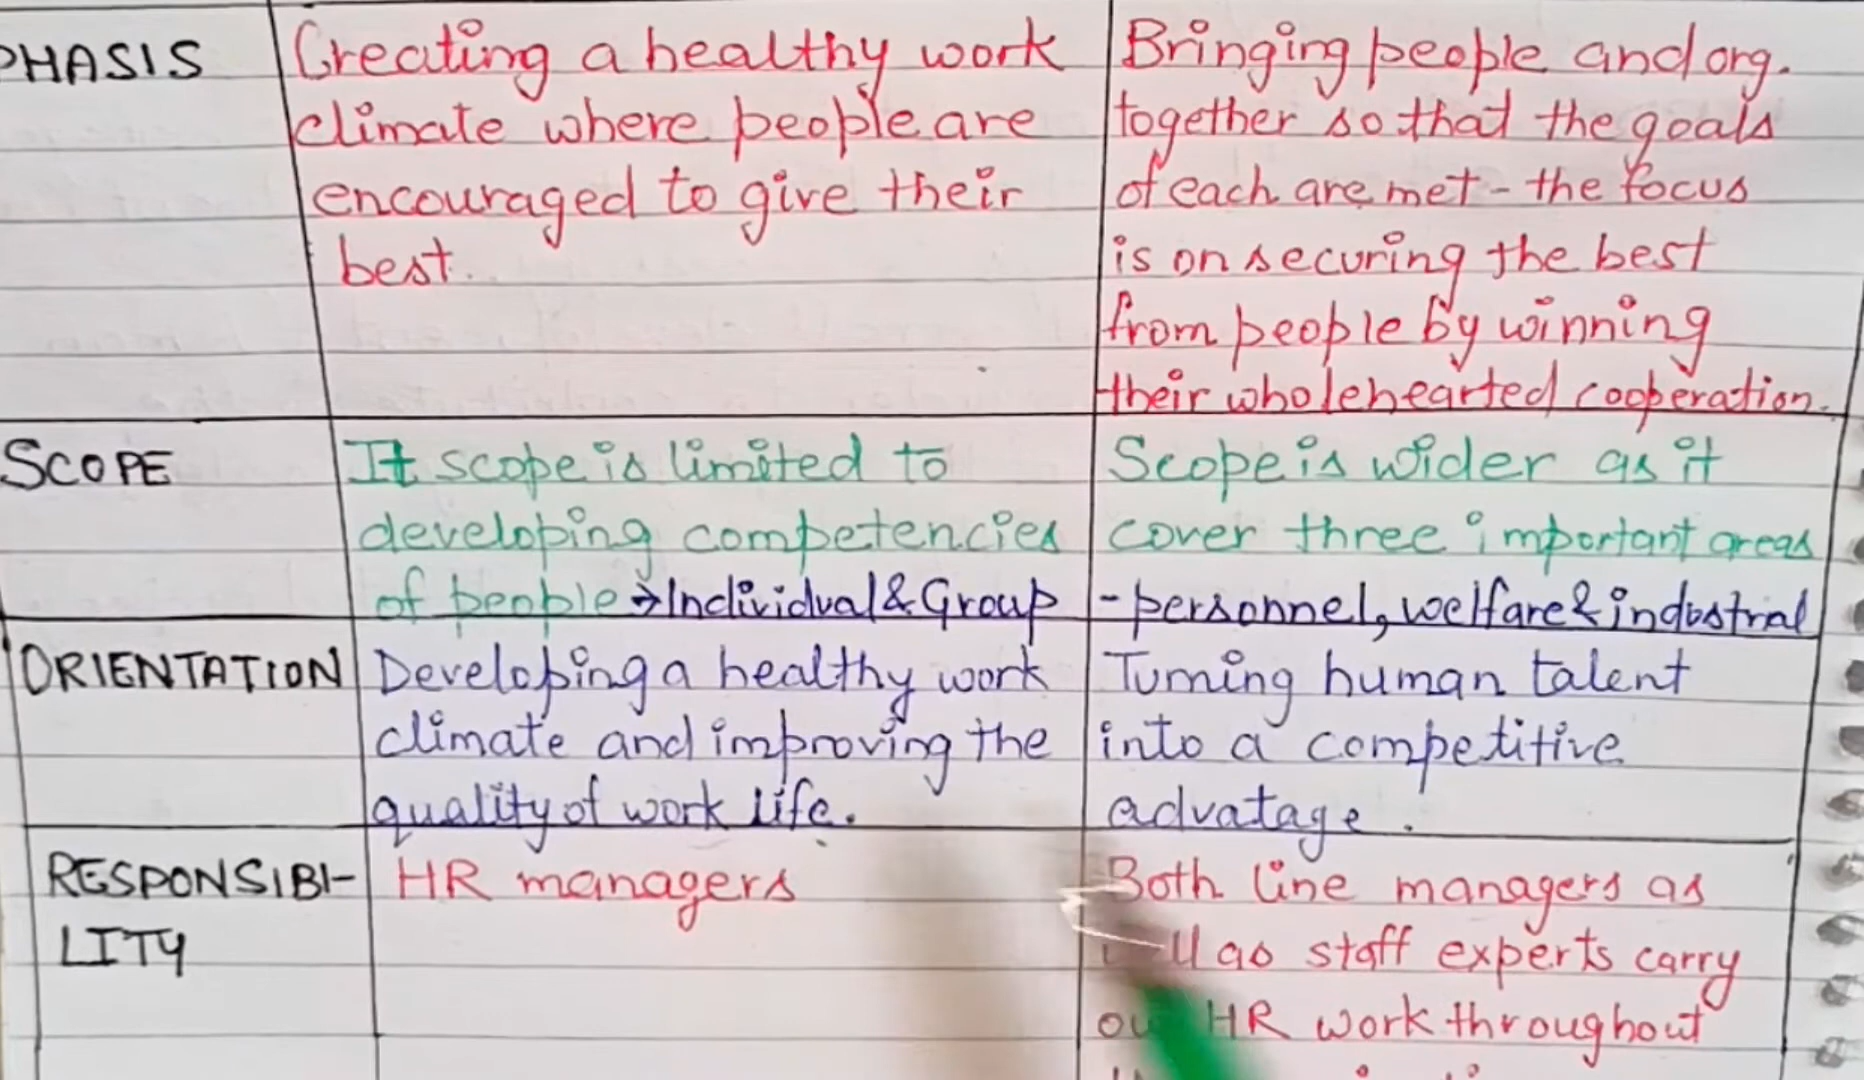 PHASIS
Creating a healthy work
climate where people are
encouraged to give their
best.
Bringing people and org.
together so that the goals
of each are met - the focus
is on securing the best
from people by winning
their wholehearted cooperation.
SCOPE
It scope is limited to
developing competencies
of people → Individual & Group
Scope is wider as it
cover three important areas
- personnel, welfare & industrial
ORIENTATION
Developing a healthy work
climate and improving the
quality of work life.
Turning human talent
into a competitive
advatage.
RESPONSIBI-
LITY
HR managers
Both line managers as
as staff experts carry
HR work throughout